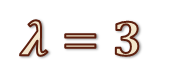 λ = 3